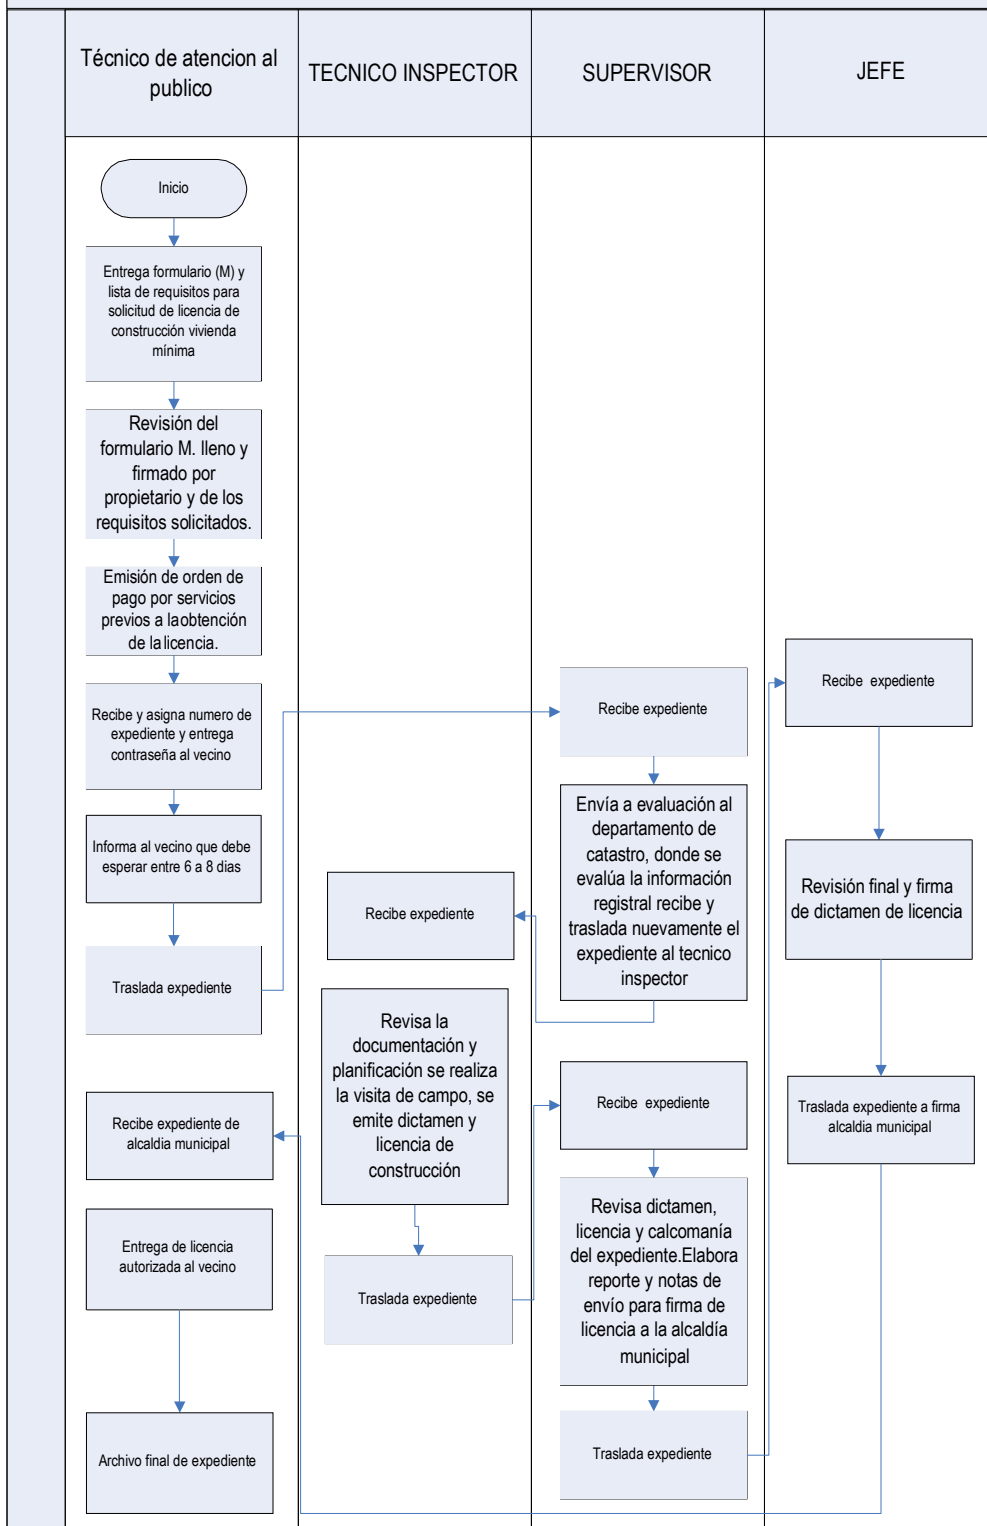 Técnico de atencion al
publico
TECNICO INSPECTOR
SUPERVISOR
JEFE
Inicio
Entrega formulario (M) y
lista de requisitos para
solicitud de licencia de
construcción vivienda
mínima
Revisión del
formulario M. lleno y
firmado por
propietario y de los
requisitos solicitados.
Emisión de orden de
pago por servicios
previos a laobtención
de la licencia.
Recibe y asigna numero de
expediente y entrega
contraseña al vecino
Informa al vecino que debe
esperar entre 6 a 8 dias
Traslada expediente
Recibe expediente de
alcaldia municipal
Entrega de licencia
autorizada al vecino
Archivo final de expediente
Recibe expediente
Revisa la
documentación y
planificación se realiza
la visita de campo, se
emite dictamen y
licencia de
construcción
Traslada expediente
Recibe expediente
Envía a evaluación al
departamento de
catastro, donde se
evalúa la información
registral recibe y
traslada nuevamente el
expediente al tecnico
inspector
Recibe expediente
Revisa dictamen,
licencia y calcomanía
del expediente.Elabora
reporte y notas de
envío para firma de
licencia a la alcaldía
municipal
Traslada expediente
Recibe expediente
Revisión final y firma
de dictamen de licencia
Traslada expediente a firma
alcaldia municipal